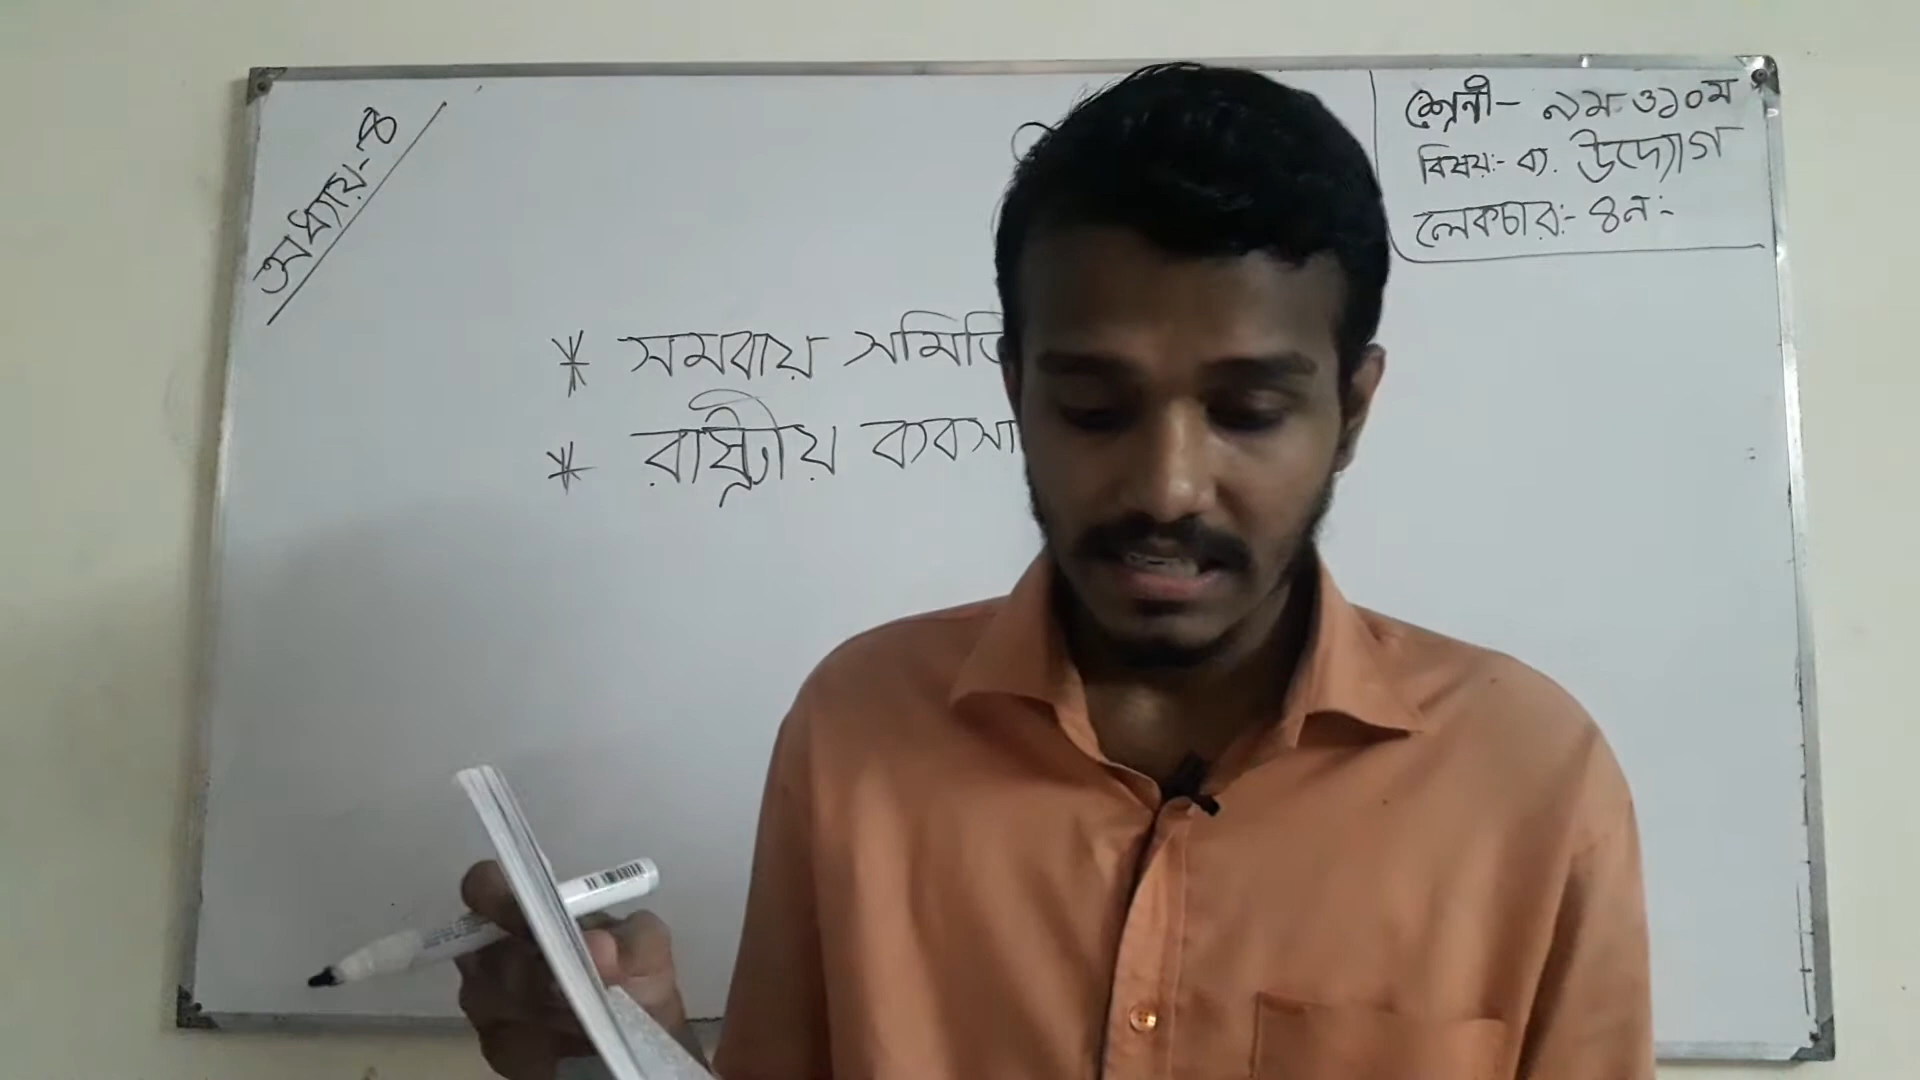 অধ্যায়-৪
শ্রেনী- ৯ম ও ১০ম
বিষয়:- ব্য. উদ্যোগ
লেকচার:- ৪নং-
* সমবায় সমিতি
* রাষ্ট্রীয় ব্যবসা